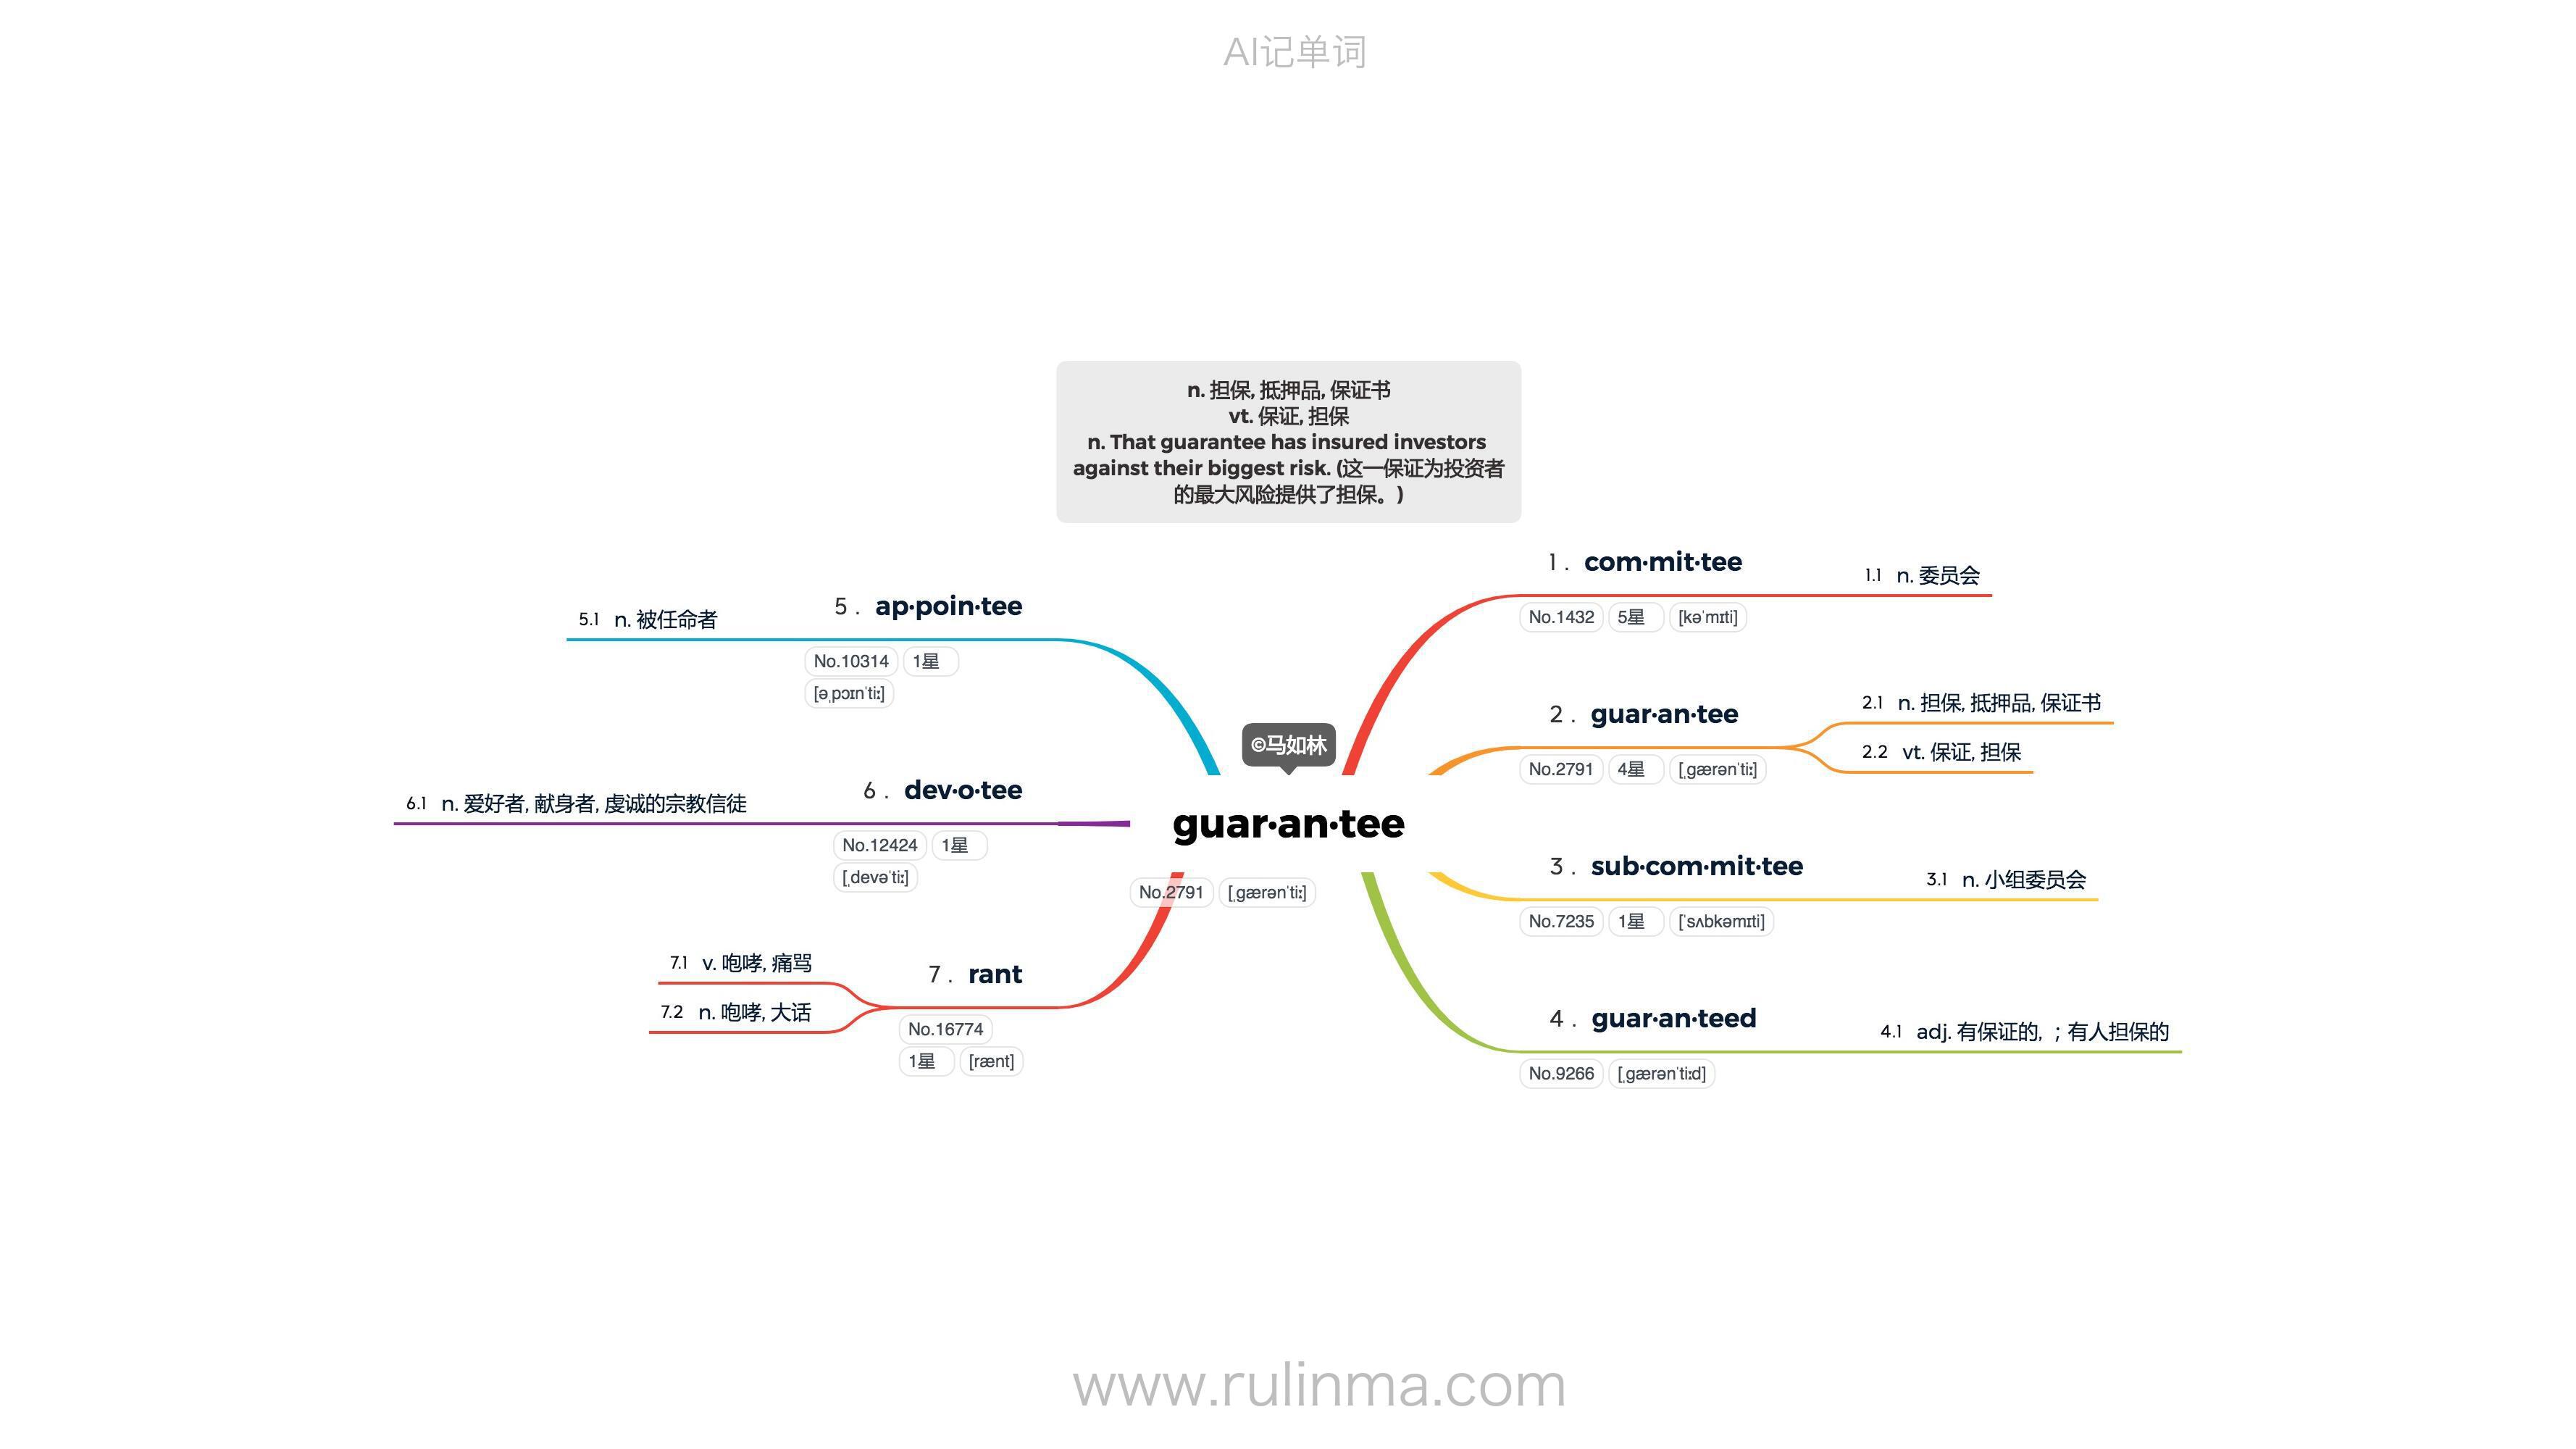 AI记单词
n. 担保, 抵押品, 保证书
vt. 保证, 担保
n. That guarantee has insured investors
against their biggest risk. (这一保证为投资者
的最大风险提供了担保。)
©马如林
guar·an·tee
No.2791 [ˌɡærənˈtiː]
1 . com·mit·tee
No.1432 5星 [kəˈmɪti]
1.1 n. 委员会
2 . guar·an·tee
No.2791 4星 [ˌɡærənˈtiː]
2.1 n. 担保, 抵押品, 保证书
2.2 vt. 保证, 担保
3 . sub·com·mit·tee
No.7235 1星 [ˈsʌbkəmɪti]
3.1 n. 小组委员会
4 . guar·an·teed
No.9266 [ˌɡærənˈtiːd]
4.1 adj. 有保证的, ; 有人担保的
5 . ap·poin·tee
No.10314 1星
[əˌpɔɪnˈtiː]
5.1 n. 被任命者
6 . dev·o·tee
No.12424 1星
[ˌdevəˈtiː]
6.1 n. 爱好者, 献身者, 虔诚的宗教信徒
7 . rant
No.16774
1星 [rænt]
7.1 v. 咆哮, 痛骂
7.2 n. 咆哮, 大话
www.rulinma.com